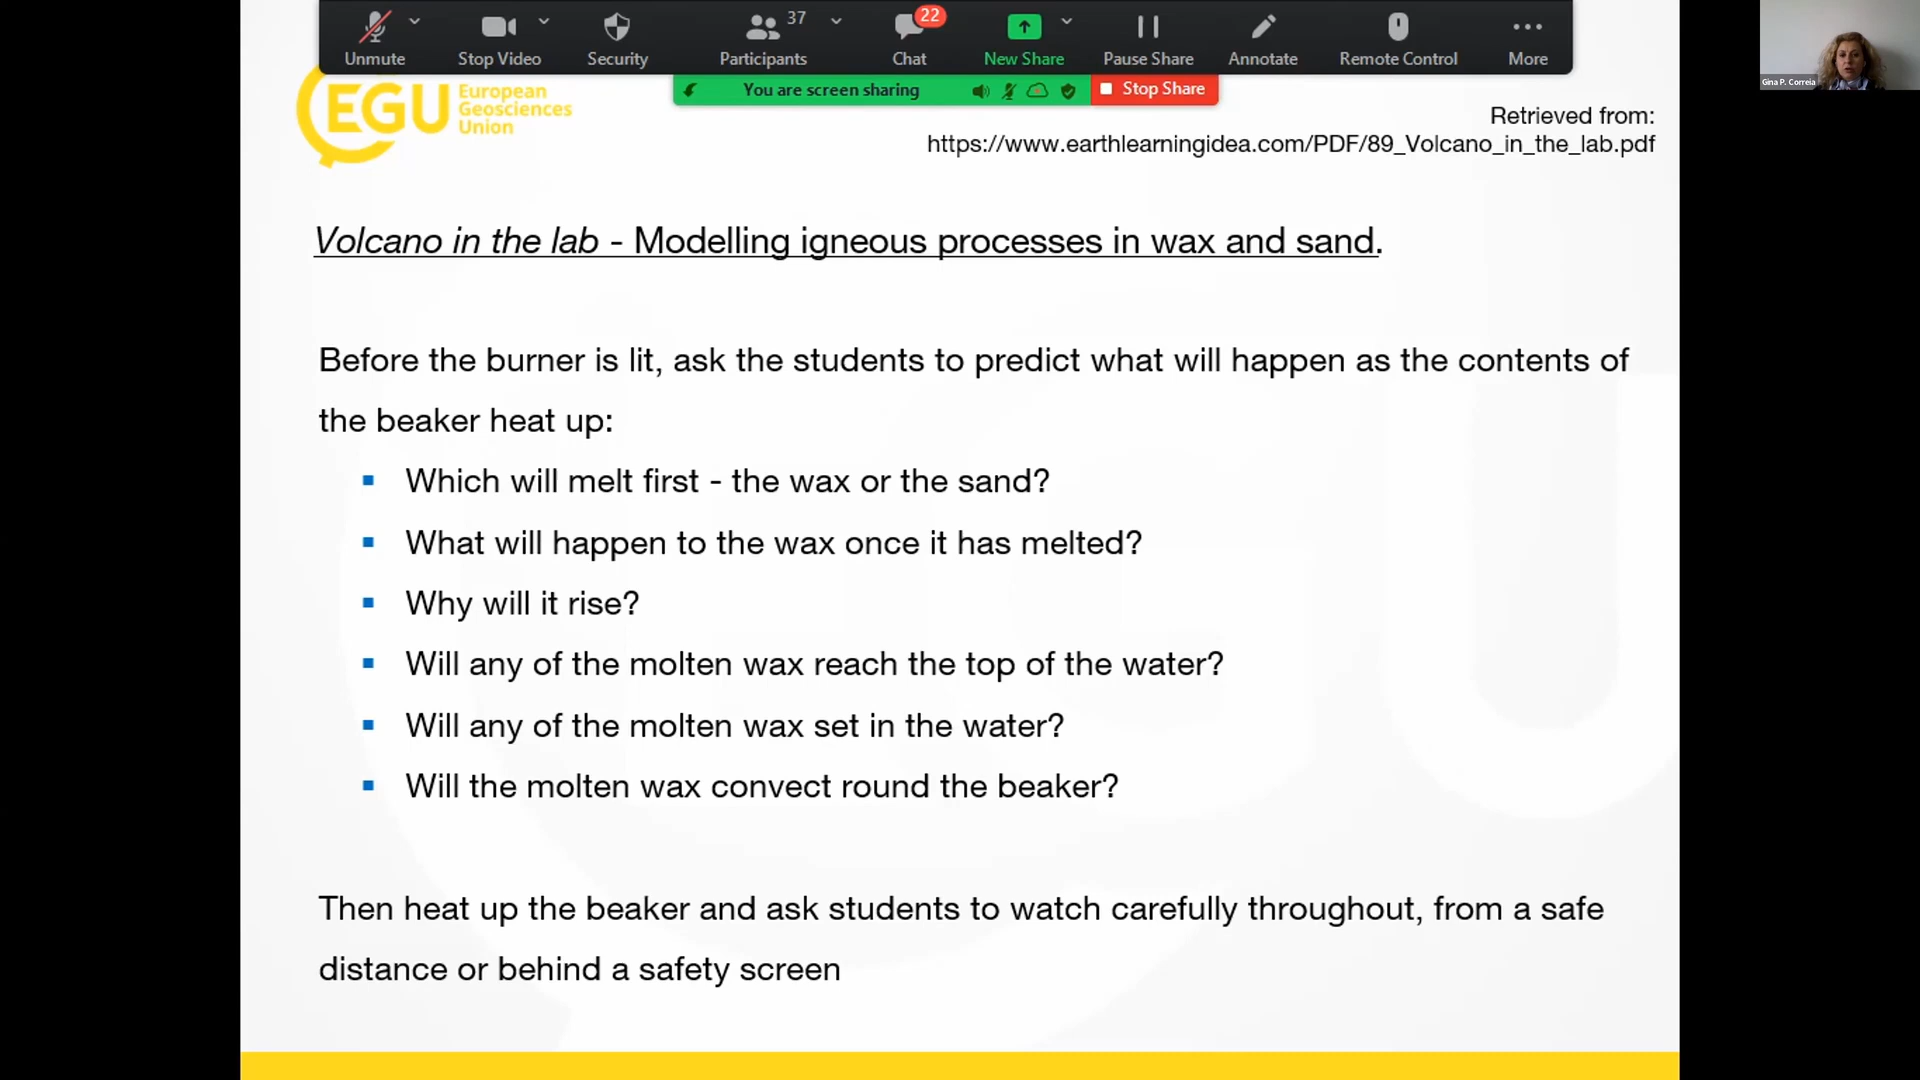 37
22
Unmute
Stop Video
Security
Participants
Chat
New Share
Pause Share
Annotate
Remote Control
More
You are screen sharing
Stop Share
Gina P. Correia
EGU
European
Geosciences
Union
Retrieved from:
https://www.earthlearningidea.com/PDF/89_Volcano_in_the_lab.pdf
Volcano in the lab - Modelling igneous processes in wax and sand.
Before the burner is lit, ask the students to predict what will happen as the contents of
the beaker heat up:
▪ Which will melt first - the wax or the sand?
▪ What will happen to the wax once it has melted?
▪ Why will it rise?
▪ Will any of the molten wax reach the top of the water?
▪ Will any of the molten wax set in the water?
▪ Will the molten wax convect round the beaker?
Then heat up the beaker and ask students to watch carefully throughout, from a safe
distance or behind a safety screen